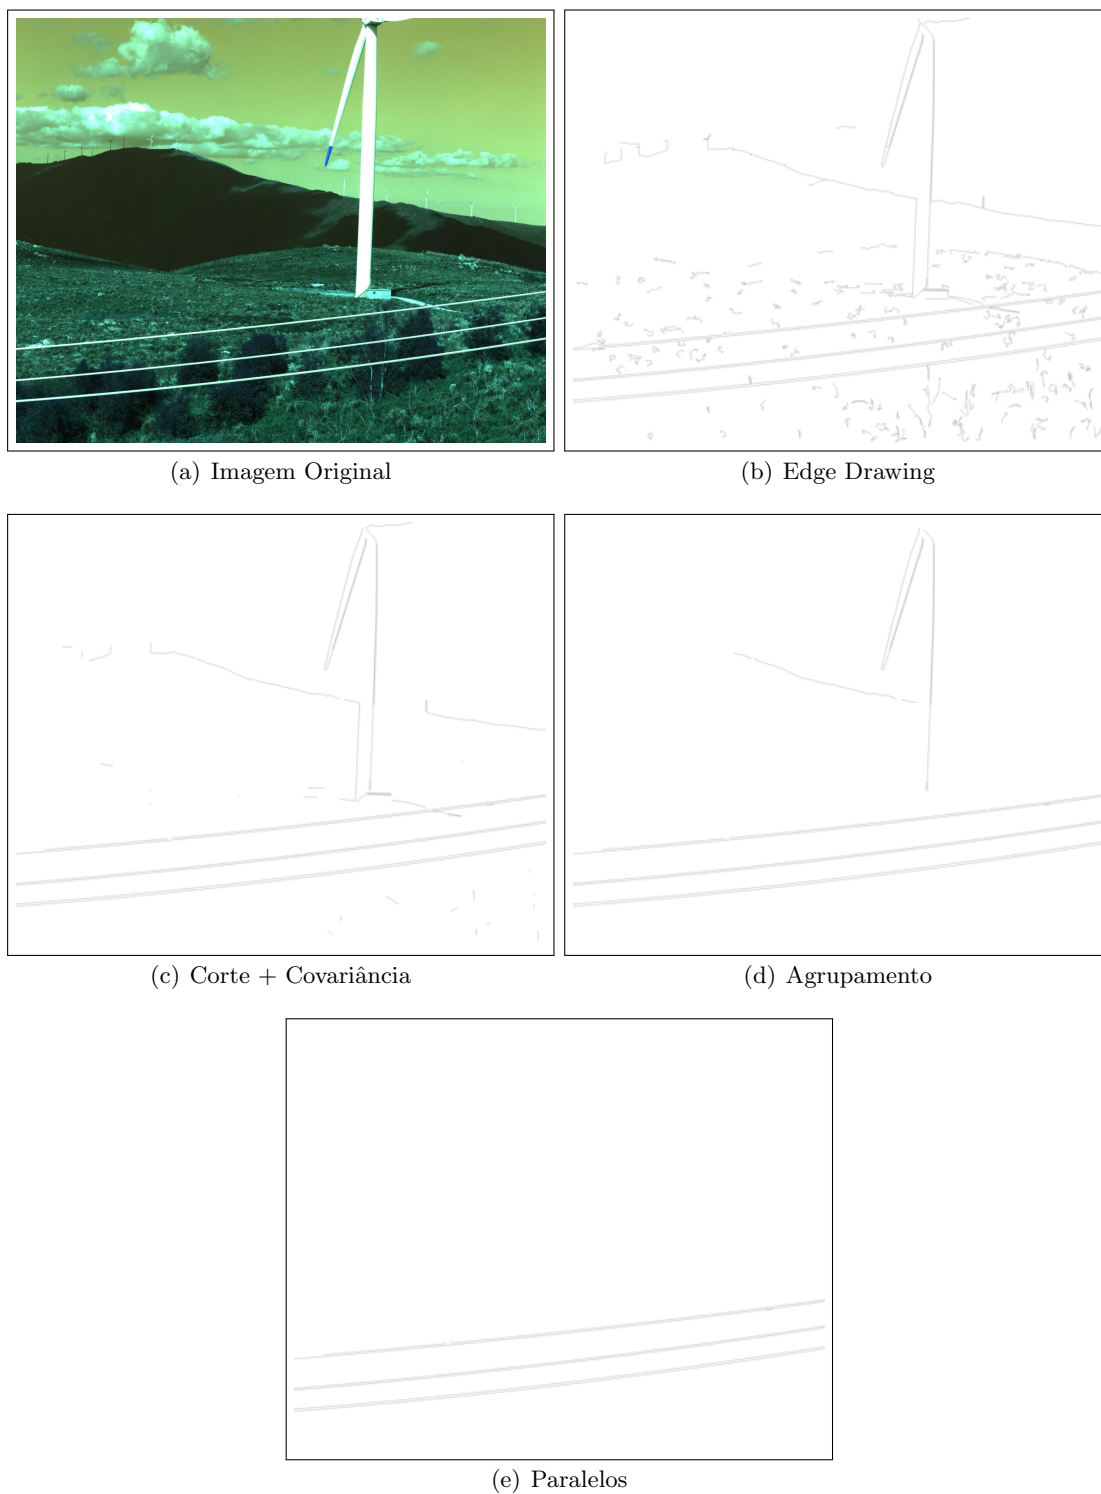 (a) Imagem Original
(b) Edge Drawing
(c) Corte + Covariância
(d) Agrupamento
(e) Paralelos